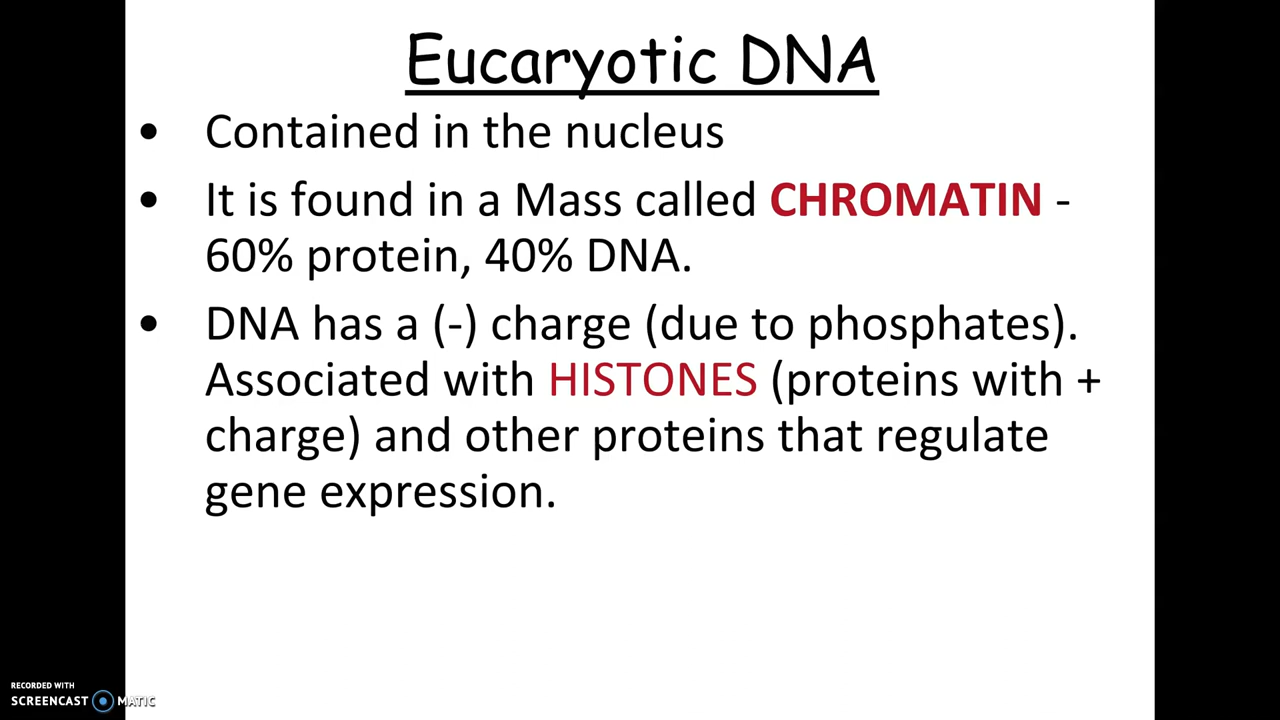 Eucaryotic DNA
• Contained in the nucleus
• It is found in a Mass called CHROMATIN -
60% protein, 40% DNA.
• DNA has a (-) charge (due to phosphates).
Associated with HISTONES (proteins with +
charge) and other proteins that regulate
gene expression.
RECORDED WITH
SCREENCAST MATIC